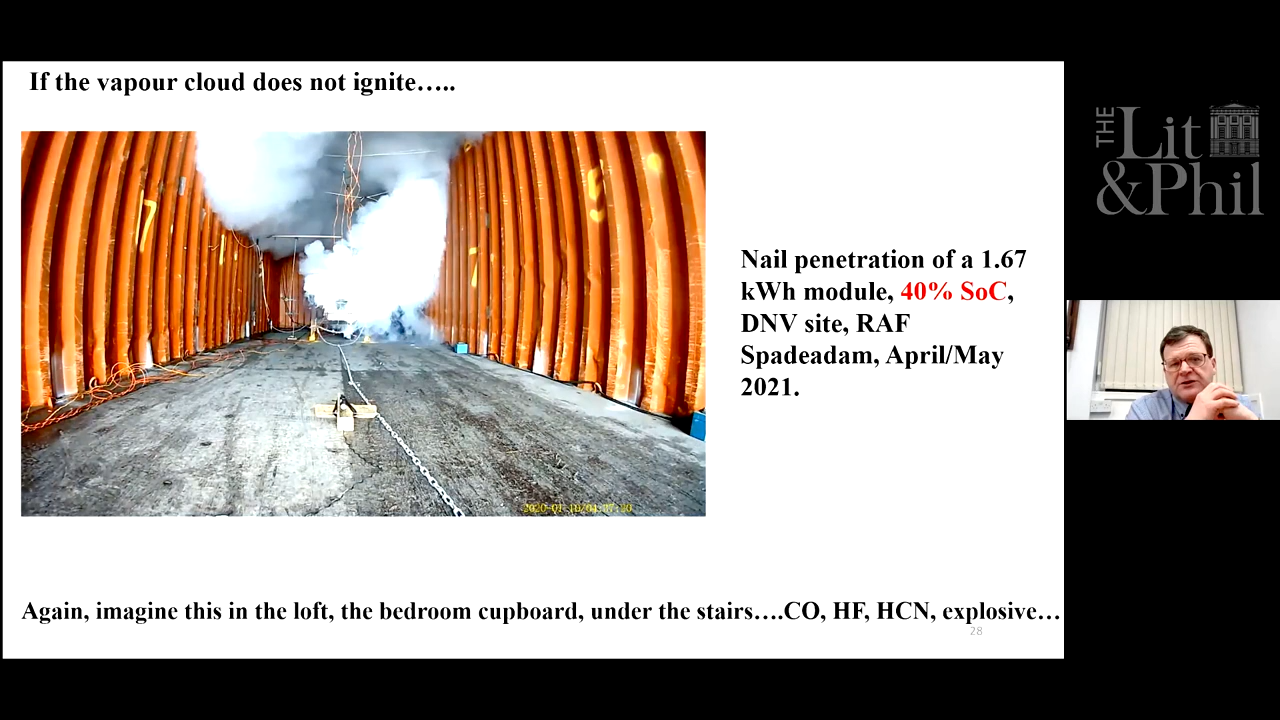 If the vapour cloud does not ignite…..
THE
Lit
&Phil
17
Nail penetration of a 1.67
kWh module, 40% SoC,
DNV site, RAF
Spadeadam, April/May
2021.
Again, imagine this in the loft, the bedroom cupboard, under the stairs….CO, HF, HCN, explosive…
28